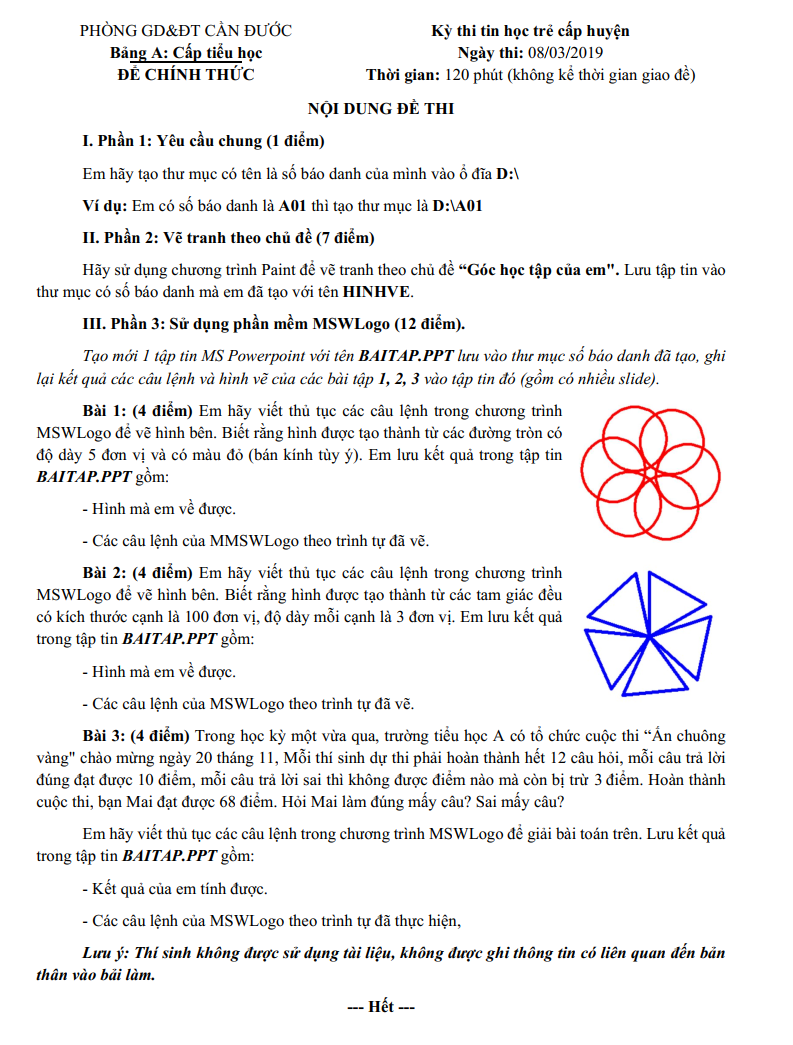 PHÒNG GD&ĐT CẦN ĐƯỚC
Bảng A: Cấp tiểu học
ĐỀ CHÍNH THỨC
Kỳ thi tin học trẻ cấp huyện
Ngày thi: 08/03/2019
Thời gian: 120 phút (không kể thời gian giao đề)
NỘI DUNG ĐỀ THI
I. Phần 1: Yêu cầu chung (1 điểm)
Em hãy tạo thư mục có tên là số báo danh của mình vào ổ đĩa D:\
Ví dụ: Em có số báo danh là A01 thì tạo thư mục là D:\A01
II. Phần 2: Vẽ tranh theo chủ đề (7 điểm)
Hãy sử dụng chương trình Paint để vẽ tranh theo chủ đề “Góc học tập của em". Lưu tập tin vào
thư mục có số báo danh mà em đã tạo với tên HINHVE.
III. Phần 3: Sử dụng phần mềm MSWLogo (12 điểm).
Tạo mới 1 tập tin MS Powerpoint với tên BAITAP.PPT lưu vào thư mục số báo danh đã tạo, ghi
lại kết quả các câu lệnh và hình vẽ của các bài tập 1, 2, 3 vào tập tin đó (gồm có nhiều slide).
Bài 1: (4 điểm) Em hãy viết thủ tục các câu lệnh trong chương trình
MSWLogo để vẽ hình bên. Biết rằng hình được tạo thành từ các đường tròn có
độ dày 5 đơn vị và có màu đỏ (bán kính tùy ý). Em lưu kết quả trong tập tin
BAITAP.PPT gồm:
- Hình mà em về được.
- Các câu lệnh của MMSWLogo theo trình tự đã vẽ.
Bài 2: (4 điểm) Em hãy viết thủ tục các câu lệnh trong chương trình
MSWLogo để vẽ hình bên. Biết rằng hình được tạo thành từ các tam giác đều
có kích thước cạnh là 100 đơn vị, độ dày mỗi cạnh là 3 đơn vị. Em lưu kết quả
trong tập tin BAITAP.PPT gồm:
- Hình mà em về được.
- Các câu lệnh của MSWLogo theo trình tự đã vẽ.
Bài 3: (4 điểm) Trong học kỳ một vừa qua, trường tiểu học A có tổ chức cuộc thi “Ấn chuông
vàng" chào mừng ngày 20 tháng 11, Mỗi thí sinh dự thi phải hoàn thành hết 12 câu hỏi, mỗi câu trả lời
đúng đạt được 10 điểm, mỗi câu trả lời sai thì không được điểm nào mà còn bị trừ 3 điểm. Hoàn thành
cuộc thi, bạn Mai đạt được 68 điểm. Hỏi Mai làm đúng mấy câu? Sai mấy câu?
Em hãy viết thủ tục các câu lệnh trong chương trình MSWLogo để giải bài toán trên. Lưu kết quả
trong tập tin BAITAP.PPT gồm:
- Kết quả của em tính được.
- Các câu lệnh của MSWLogo theo trình tự đã thực hiện,
Lưu ý: Thí sinh không được sử dụng tài liệu, không được ghi thông tin có liên quan đến bản
thân vào bải làm.
--- Hết ---